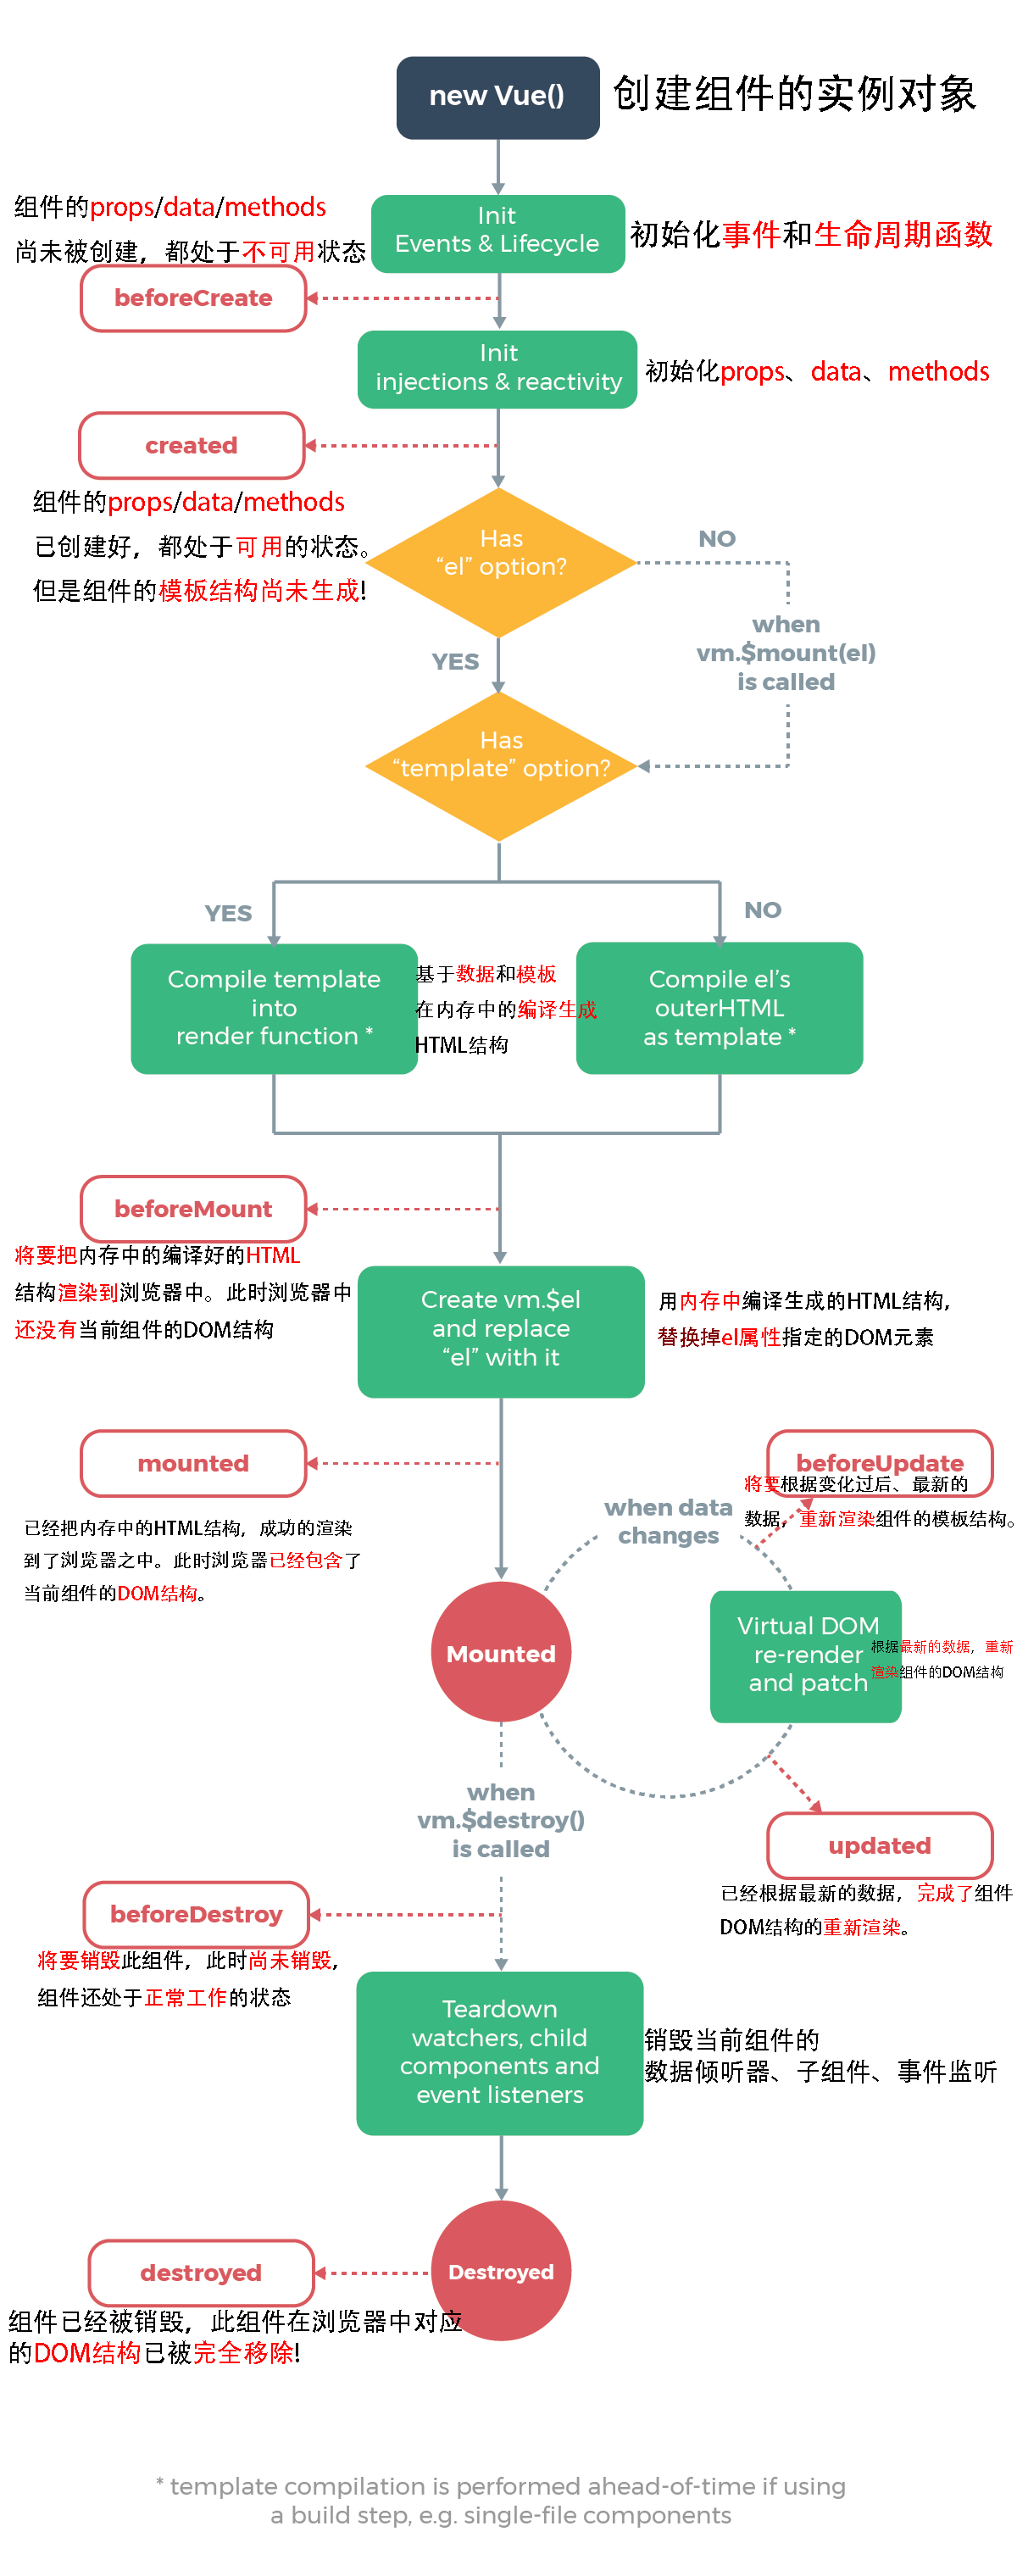 new Vue()
创建组件的实例对象
组件的props/data/methods
尚未被创建，都处于不可用状态
Init
Events & Lifecycle
初始化事件和生命周期函数
beforeCreate
Init
injections & reactivity
初始化props、data、methods
created
组件的props/data/methods
已创建好，都处于可用的状态。
但是组件的模板结构尚未生成!
Has
“el” option?
NO
when
vm.$mount(el)
is called
YES
Has
“template” option?
YES
NO
Compile template
into
render function *
基于数据和模板
在内存中的编译生成
HTML结构
Compile el’s
outerHTML
as template *
beforeMount
将要把内存中的编译好的HTML
结构渲染到浏览器中。此时浏览器中
还没有当前组件的DOM结构
Create vm.$el
and replace
“el” with it
用内存中编译生成的HTML结构，
替换掉el属性指定的DOM元素
mounted
已经把内存中的HTML结构，成功的渲染
到了浏览器之中。此时浏览器已经包含了
当前组件的DOM结构。
beforeUpdate
将要根据变化过后、最新的
数据，重新渲染组件的模板结构。
when data
changes
Mounted
Virtual DOM
re-render
and patch
根据最新的数据，重新
渲染组件的DOM结构
when
vm.$destroy()
is called
updated
已经根据最新的数据，完成了组件
DOM结构的重新渲染。
beforeDestroy
将要销毁此组件，此时尚未销毁，
组件还处于正常工作的状态
Teardown
watchers, child
components and
event listeners
销毁当前组件的
数据倾听器、子组件、事件监听
destroyed
Destroyed
组件已经被销毁，此组件在浏览器中对应
的DOM结构已被完全移除!
* template compilation is performed ahead-of-time if using
a build step, e.g. single-file components